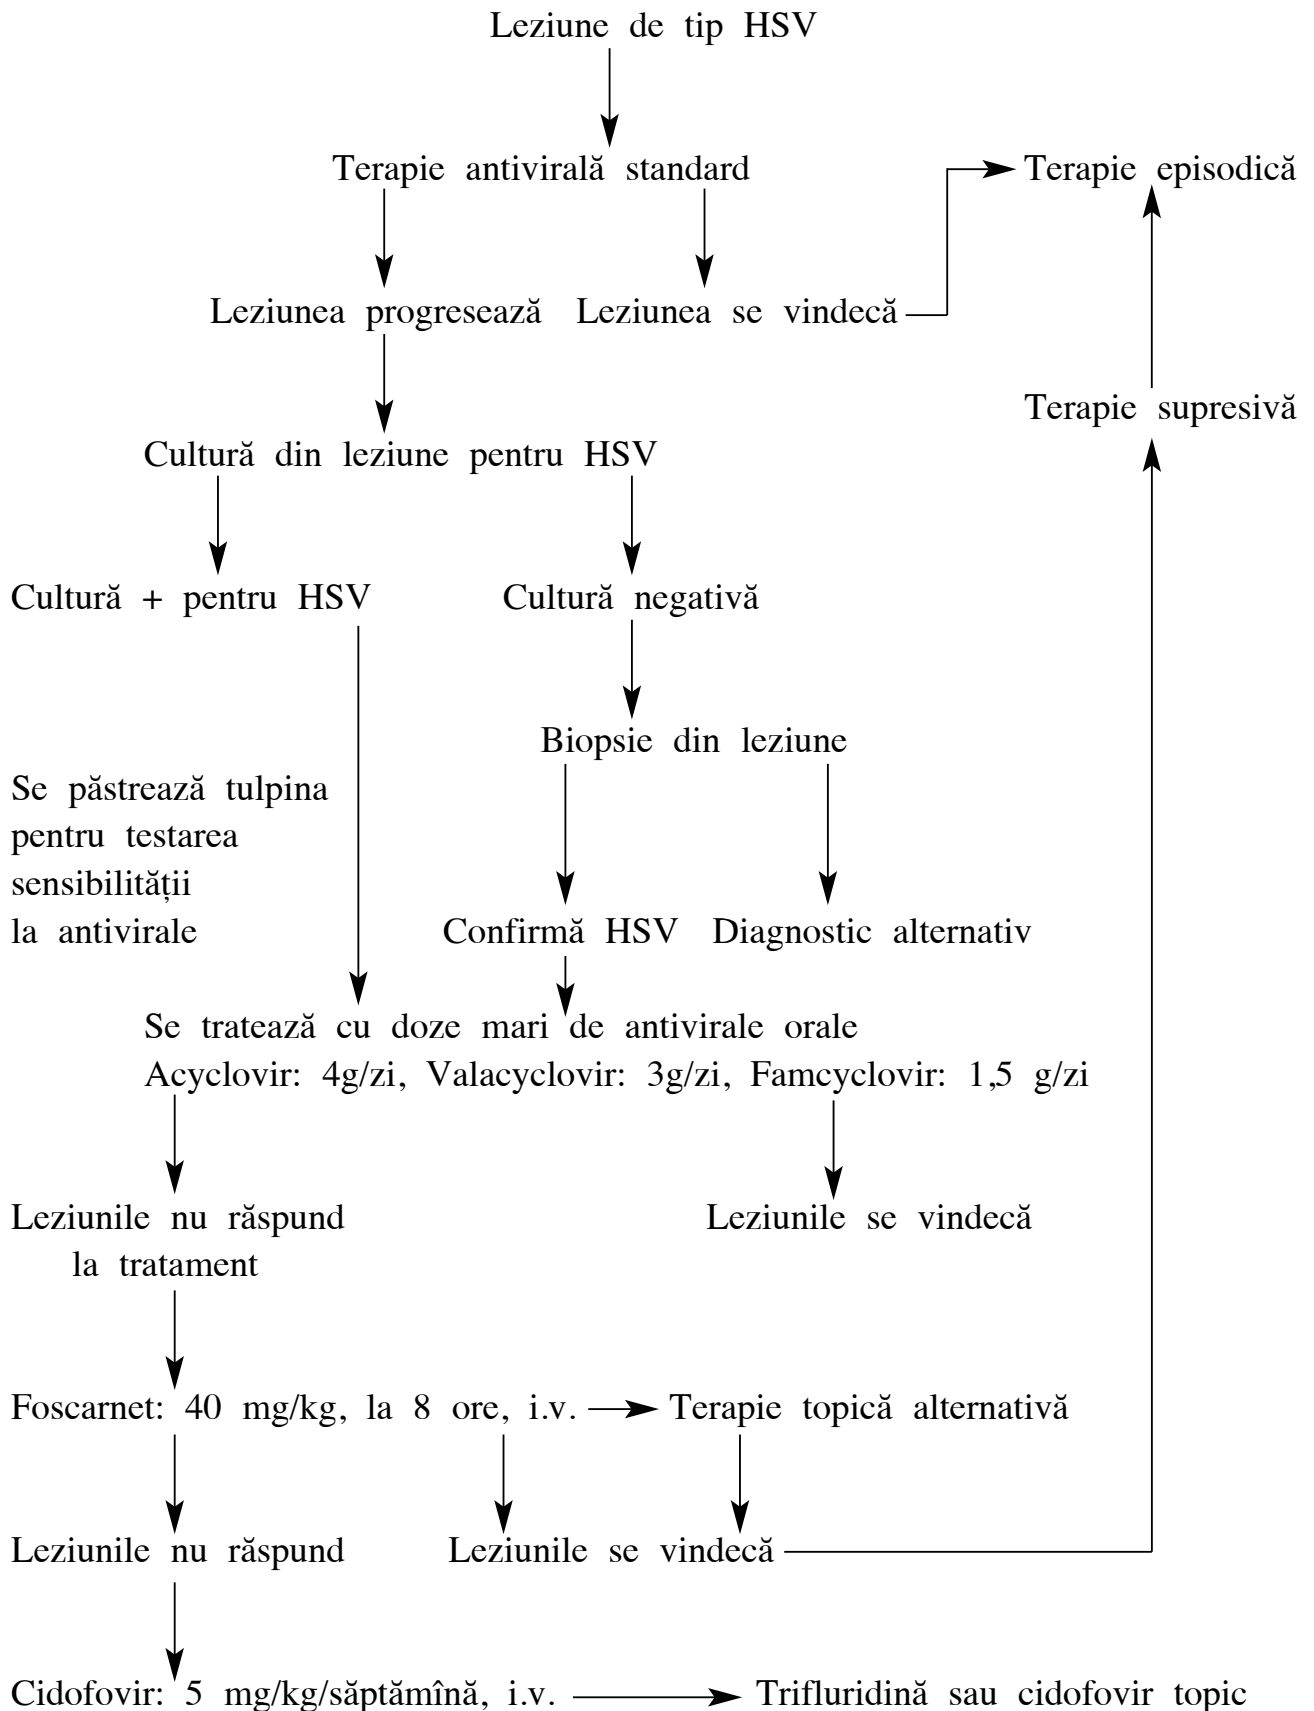 Leziune de tip HSV
Terapie antivirală standard
Terapie episodică
Leziunea progresează
Leziunea se vindecă
Terapie supresivă
Cultură din leziune pentru HSV
Cultură + pentru HSV
Cultură negativă
Biopsie din leziune
Se păstrează tulpina
pentru testarea
sensibilității
la antivirale
Confirmă HSV
Diagnostic alternativ
Se tratează cu doze mari de antivirale orale
Acyclovir: 4g/zi, Valacyclovir: 3g/zi, Famcyclovir: 1,5 g/zi
Leziunile nu răspund
la tratament
Leziunile se vindecă
Foscarnet: 40 mg/kg, la 8 ore, i.v.
Terapie topică alternativă
Leziunile nu răspund
Leziunile se vindecă
Cidofovir: 5 mg/kg/săptămînă, i.v.
Trifluridină sau cidofovir topic